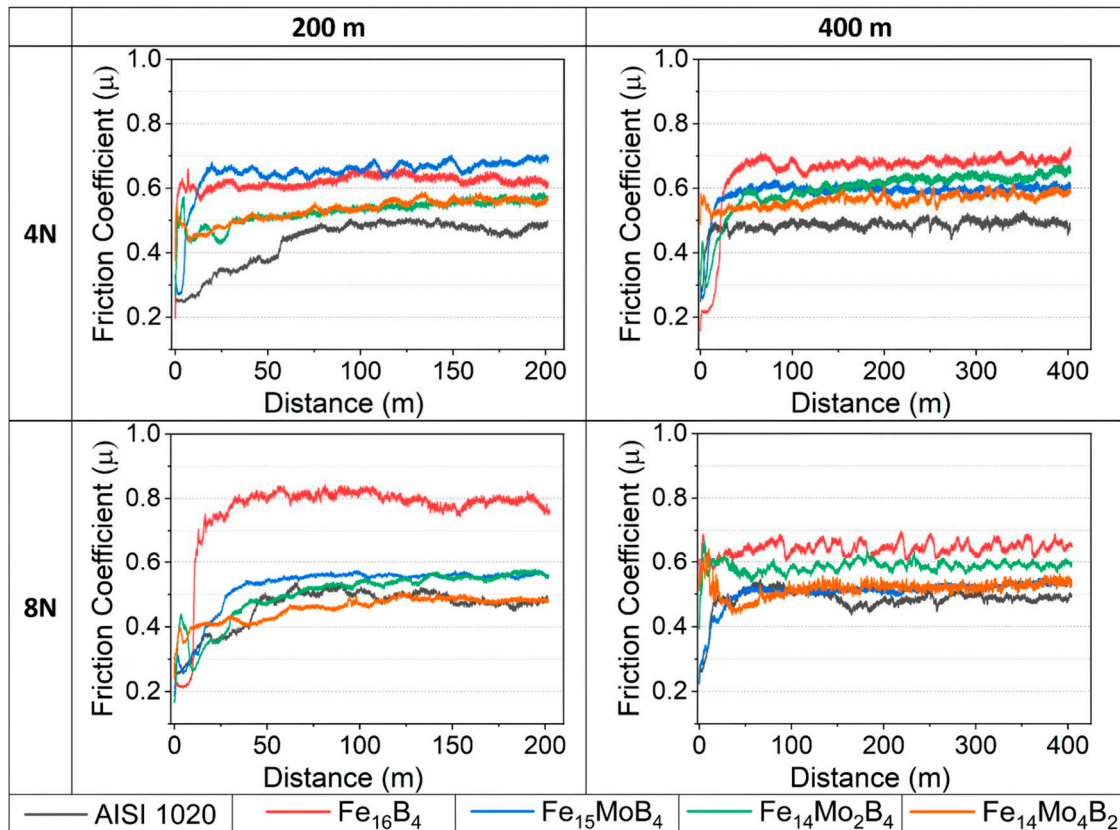 200 m
400 m
4N
Friction Coefficient (μ)
1.0
0.8
0.6
0.4
0.2
0
50
100
150
200
Distance (m)
Friction Coefficient (μ)
1.0
0.8
0.6
0.4
0.2
0
100
200
300
400
Distance (m)
8N
Friction Coefficient (μ)
1.0
0.8
0.6
0.4
0.2
0
50
100
150
200
Distance (m)
Friction Coefficient (μ)
1.0
0.8
0.6
0.4
0.2
0
100
200
300
400
Distance (m)
AISI 1020
Fe₁₆B₄
Fe₁₅MoB₄
Fe₁₄Mo₂B₄
Fe₁₄Mo₄B₂